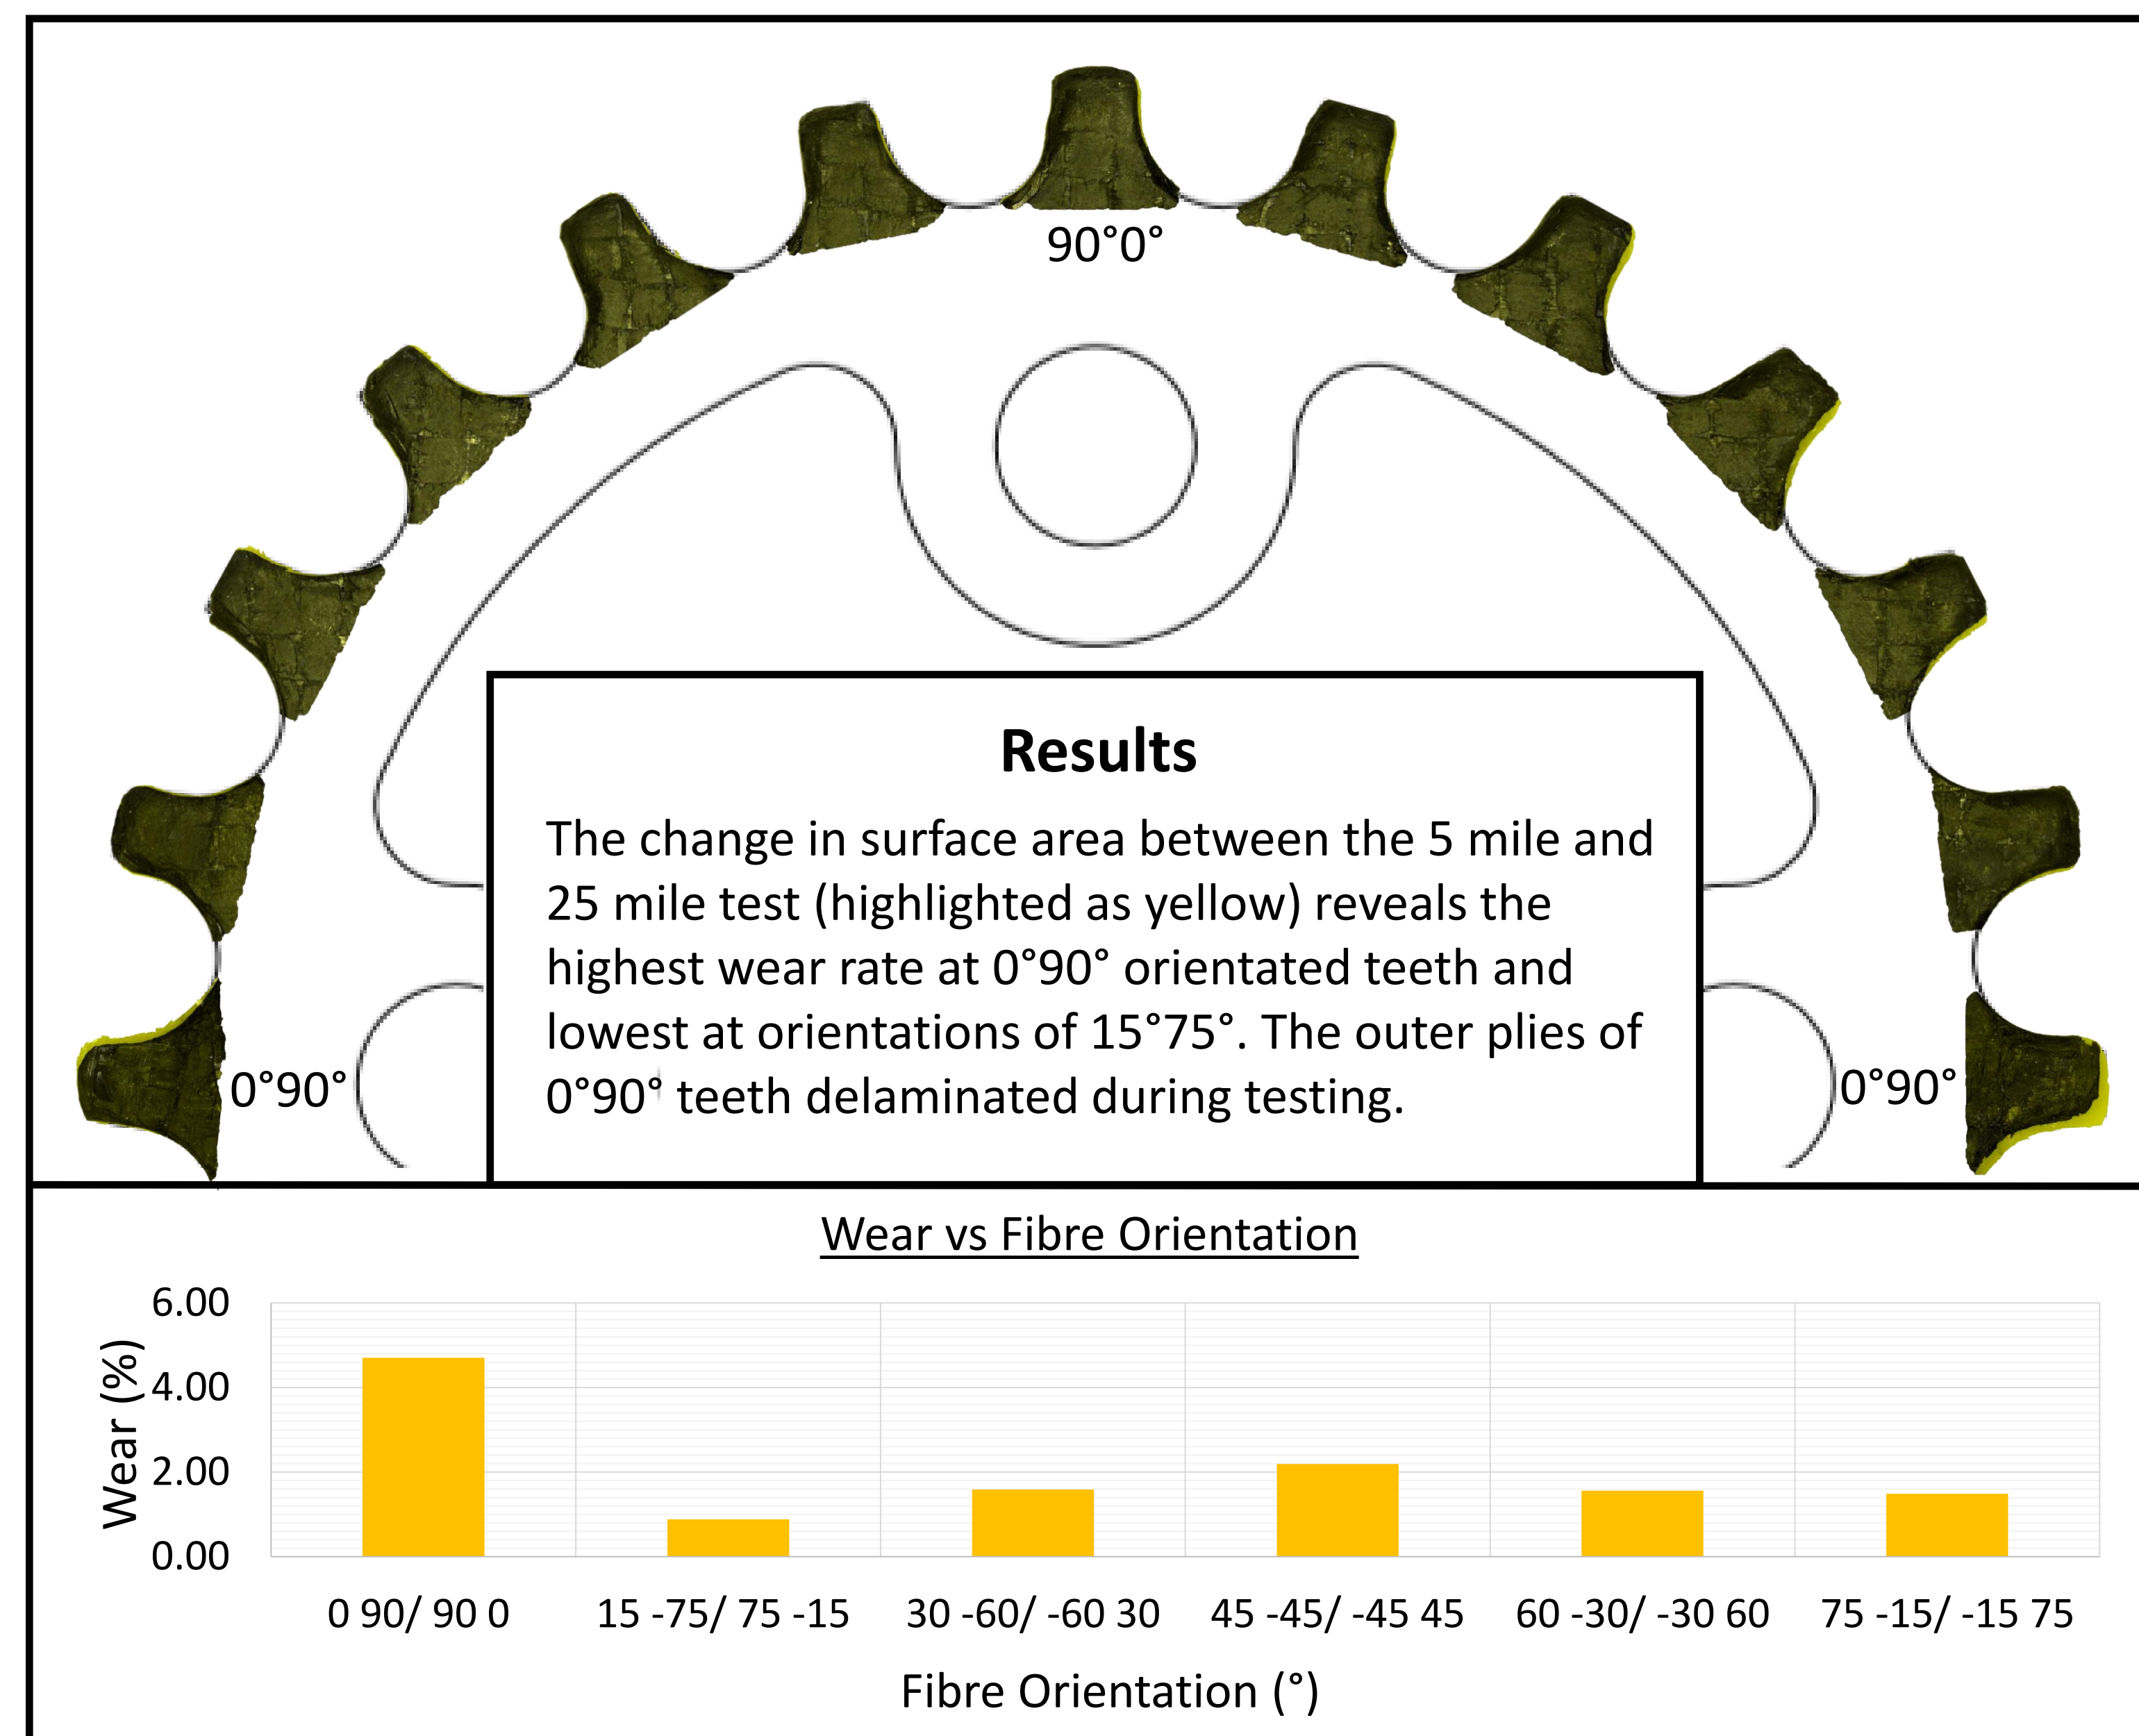 90°0°
Results
The change in surface area between the 5 mile and
25 mile test (highlighted as yellow) reveals the
highest wear rate at 0°90° orientated teeth and
lowest at orientations of 15°75°. The outer plies of
0°90° teeth delaminated during testing.
0°90°
0°90°
Wear vs Fibre Orientation
Wear (%)
6.00
4.00
2.00
0.00
0 90/ 90 0
15 -75/ 75 -15
30 -60/ -60 30
45 -45/ -45 45
60 -30/ -30 60
75 -15/ -15 75
Fibre Orientation (°)